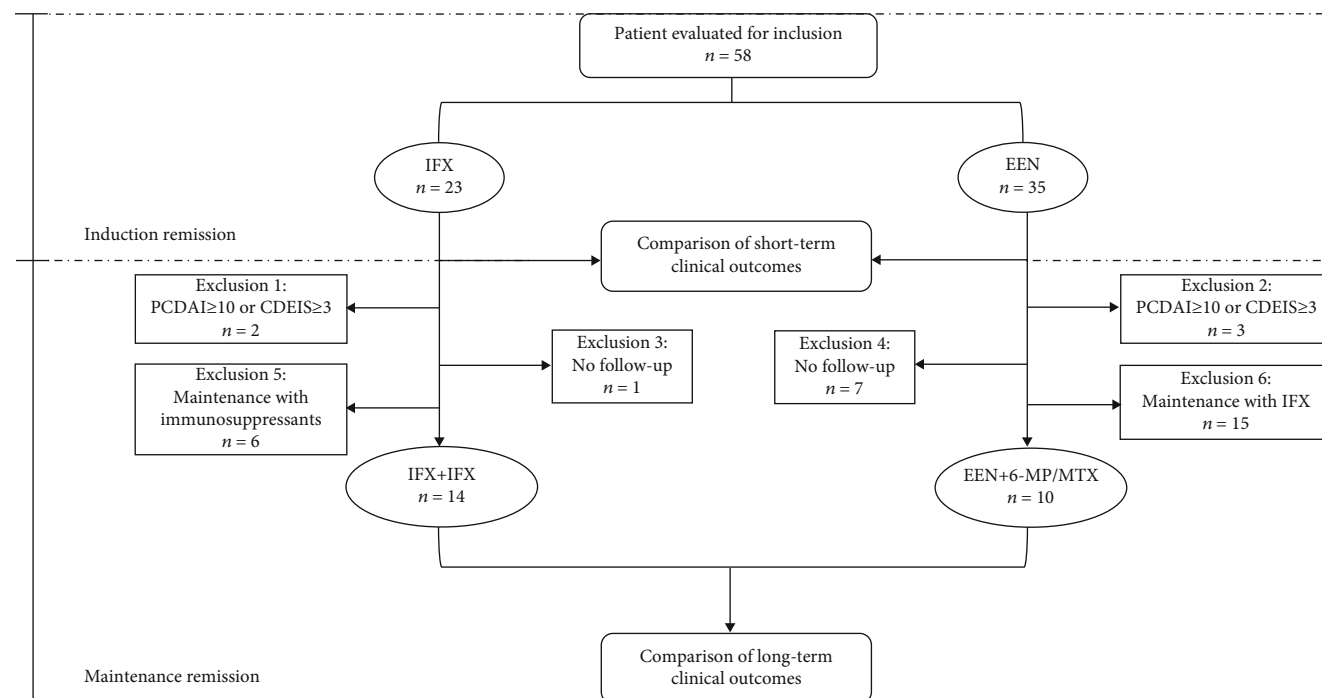 Patient evaluated for inclusion
n = 58
IFX
n = 23
EEN
n = 35
Induction remission
Comparison of short-term
clinical outcomes
Exclusion 1:
PCDAI≥10 or CDEIS≥3
n = 2
Exclusion 2:
PCDAI≥10 or CDEIS≥3
n = 3
Exclusion 3:
No follow-up
n = 1
Exclusion 4:
No follow-up
n = 7
Exclusion 5:
Maintenance with
immunosuppressants
n = 6
Exclusion 6:
Maintenance with IFX
n = 15
IFX+IFX
n = 14
EEN+6-MP/MTX
n = 10
Comparison of long-term
clinical outcomes
Maintenance remission